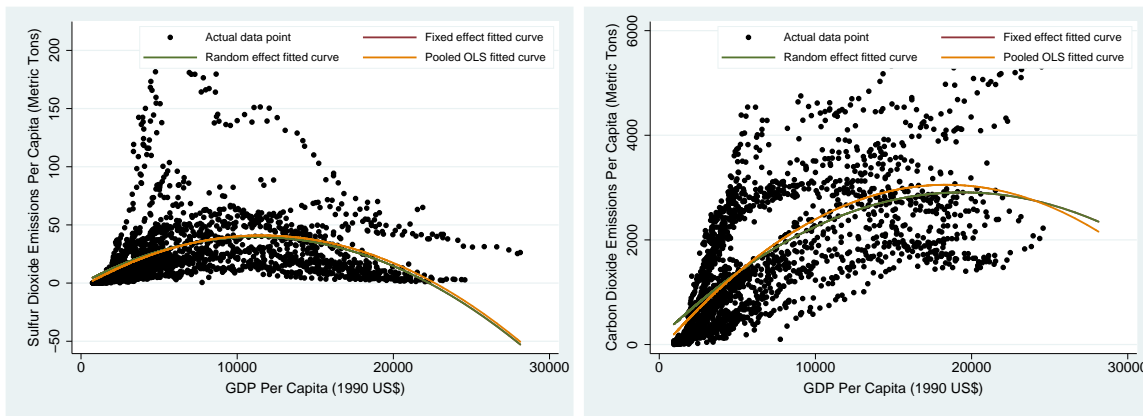 Actual data point
Fixed effect fitted curve
Random effect fitted curve
Pooled OLS fitted curve
Sulfur Dioxide Emissions Per Capita (Metric Tons)
200
150
100
50
0
−50
0
10000
20000
30000
GDP Per Capita (1990 US$)
Actual data point
Fixed effect fitted curve
Random effect fitted curve
Pooled OLS fitted curve
Carbon Dioxide Emissions Per Capita (Metric Tons)
6000
4000
2000
0
0
10000
20000
30000
GDP Per Capita (1990 US$)